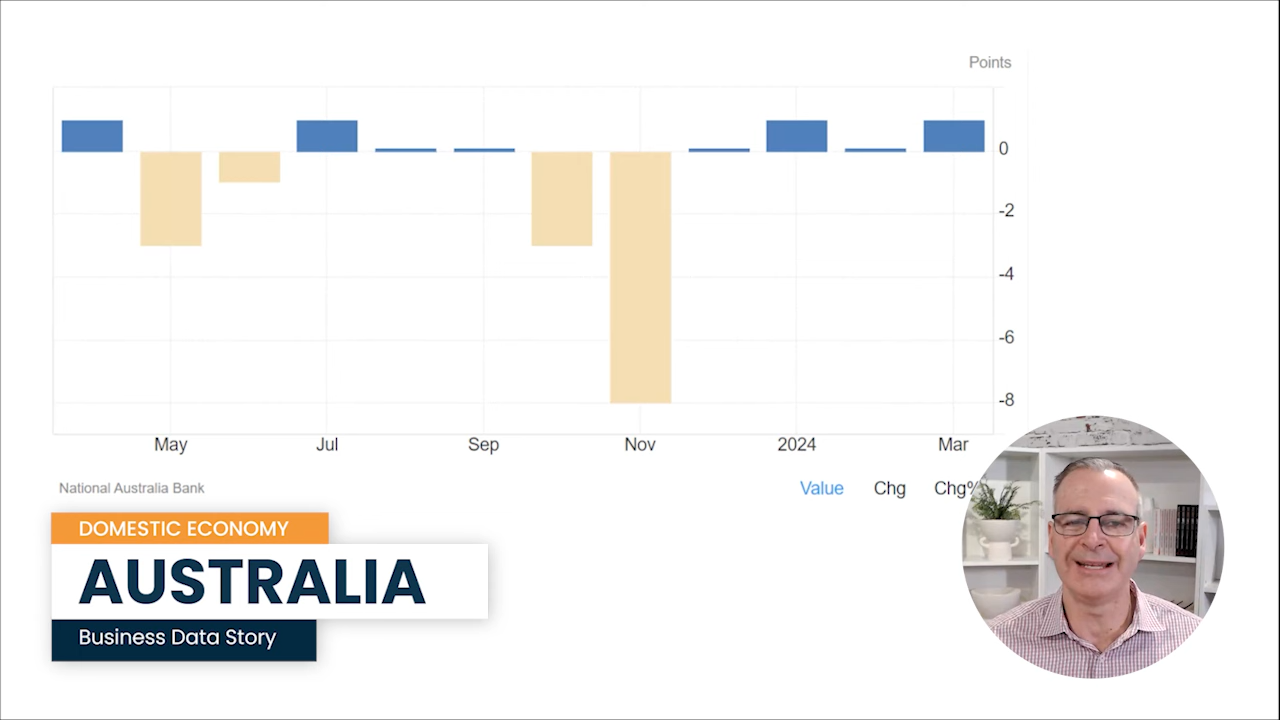 Points
0
-2
-4
-6
-8
May Jul Sep Nov 2024 Mar
National Australia Bank Value Chg Chg%
DOMESTIC ECONOMY
AUSTRALIA
Business Data Story